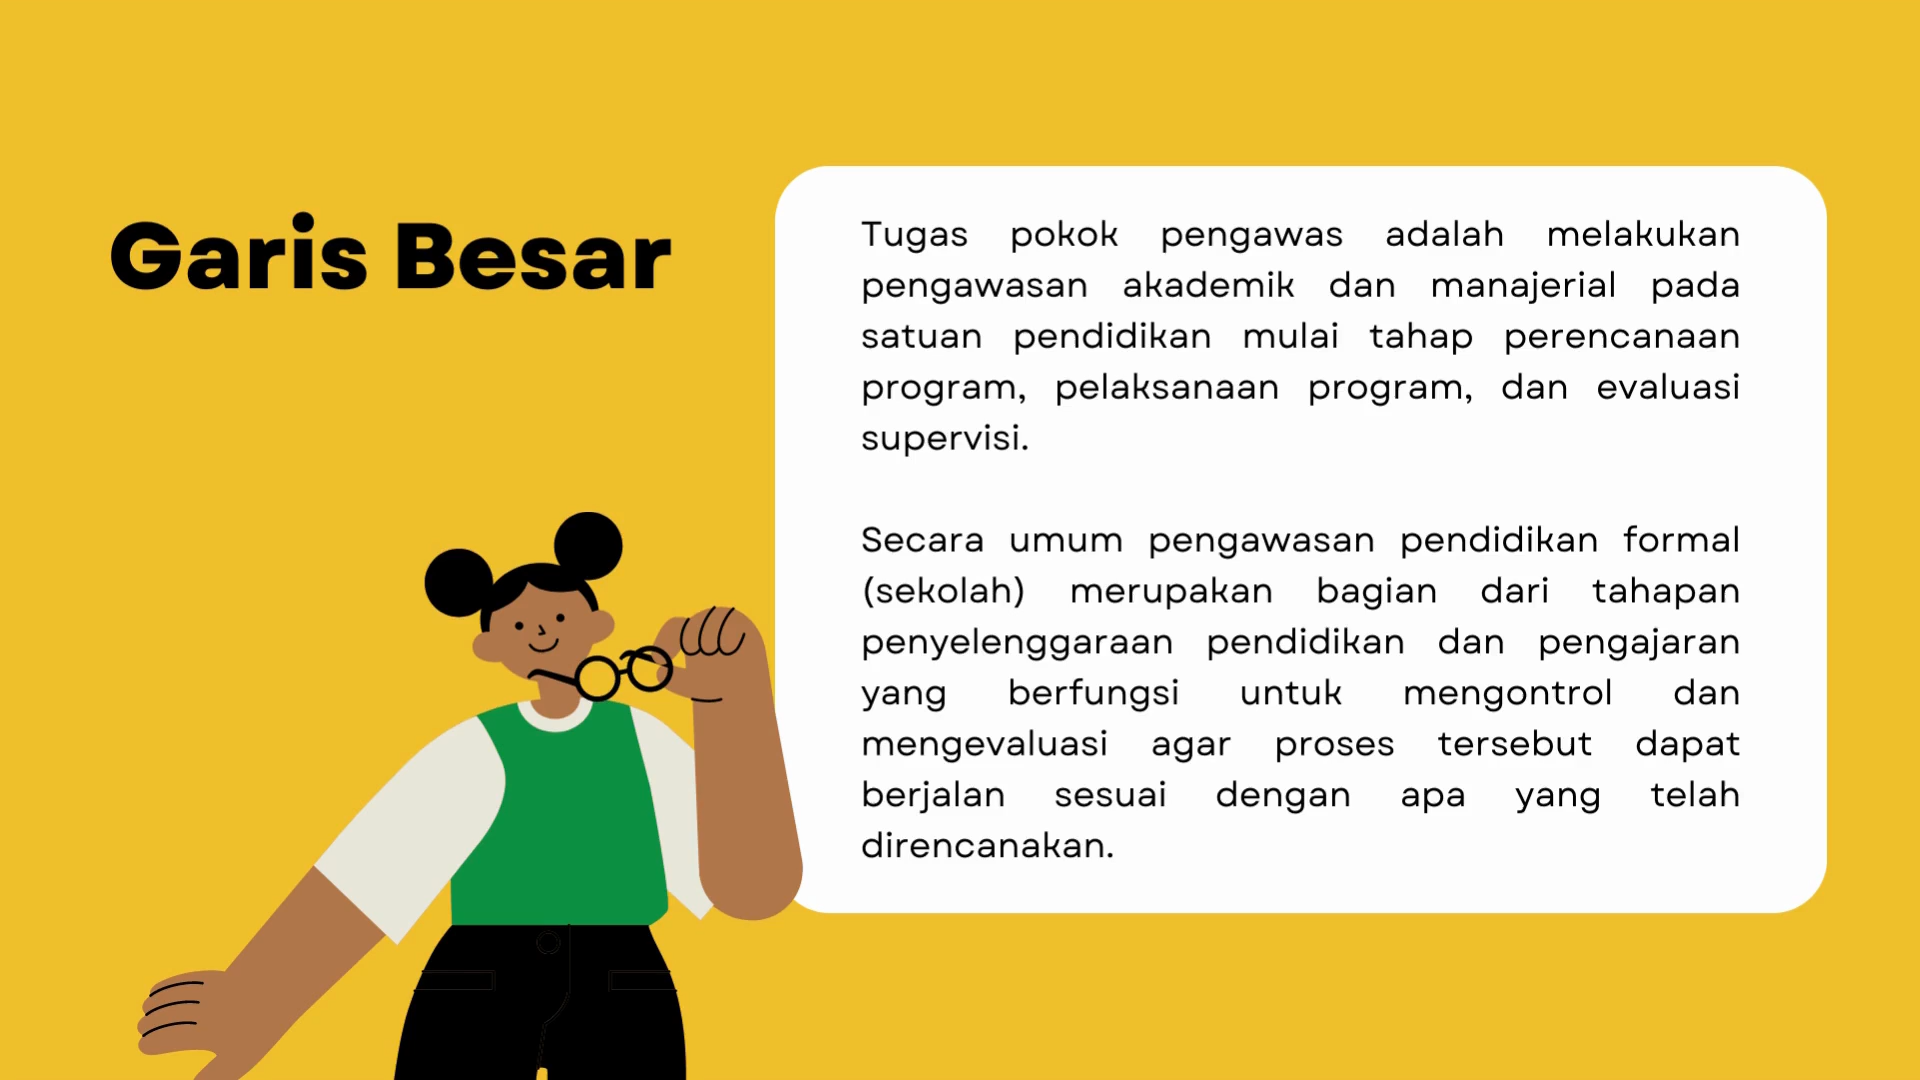 Garis Besar
Tugas pokok pengawas adalah melakukan
pengawasan akademik dan manajerial pada
satuan pendidikan mulai tahap perencanaan
program, pelaksanaan program, dan evaluasi
supervisi.
Secara umum pengawasan pendidikan formal
(sekolah) merupakan bagian dari tahapan
penyelenggaraan pendidikan dan pengajaran
yang berfungsi untuk mengontrol dan
mengevaluasi agar proses tersebut dapat
berjalan sesuai dengan apa yang telah
direncanakan.